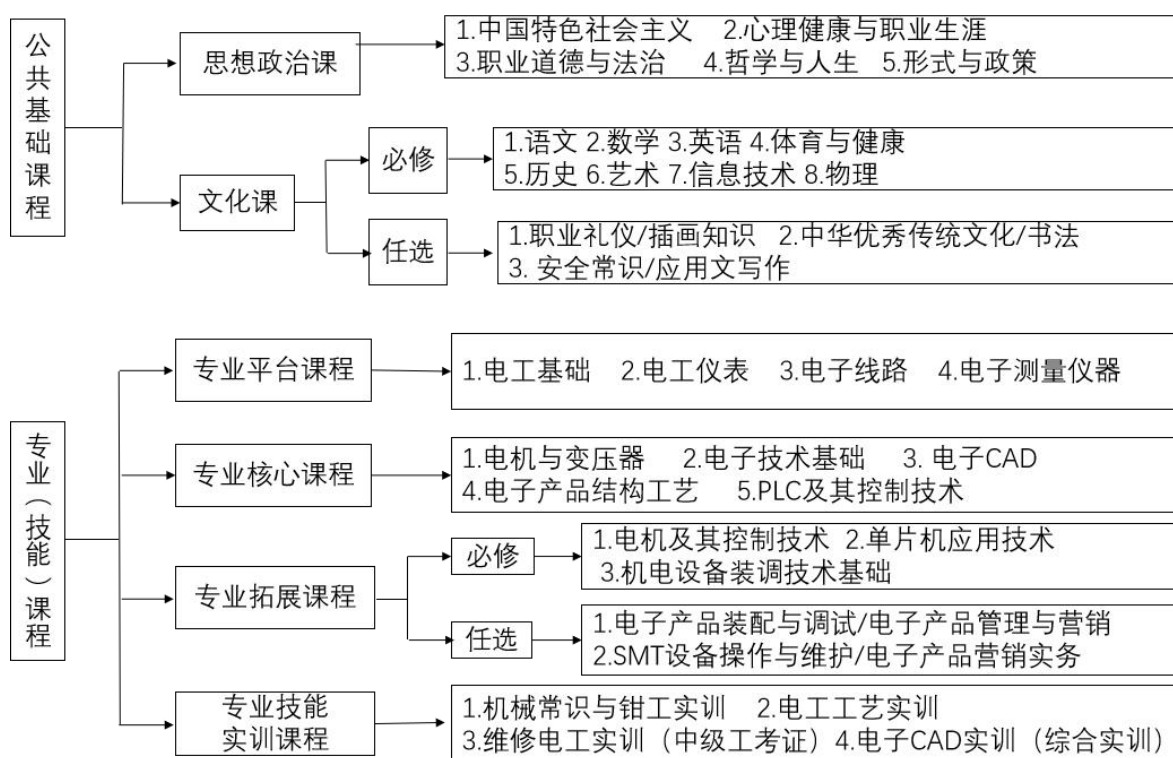 公共基础课程
思想政治课
1.中国特色社会主义 2.心理健康与职业生涯
3.职业道德与法治 4.哲学与人生 5.形式与政策
文化课
必修
1.语文 2.数学 3.英语 4.体育与健康
5.历史 6.艺术 7.信息技术 8.物理
任选
1.职业礼仪/插画知识 2.中华优秀传统文化/书法
3. 安全常识/应用文写作
专业（技能）课程
专业平台课程
1.电工基础 2.电工仪表 3.电子线路 4.电子测量仪器
专业核心课程
1.电机与变压器 2.电子技术基础 3. 电子CAD
4.电子产品结构工艺 5.PLC及其控制技术
专业拓展课程
必修
1.电机及其控制技术 2.单片机应用技术
3.机电设备装调技术基础
任选
1.电子产品装配与调试/电子产品管理与营销
2.SMT设备操作与维护/电子产品营销实务
专业技能
实训课程
1.机械常识与钳工实训 2.电工工艺实训
3.维修电工实训（中级工考证）4.电子CAD实训（综合实训）